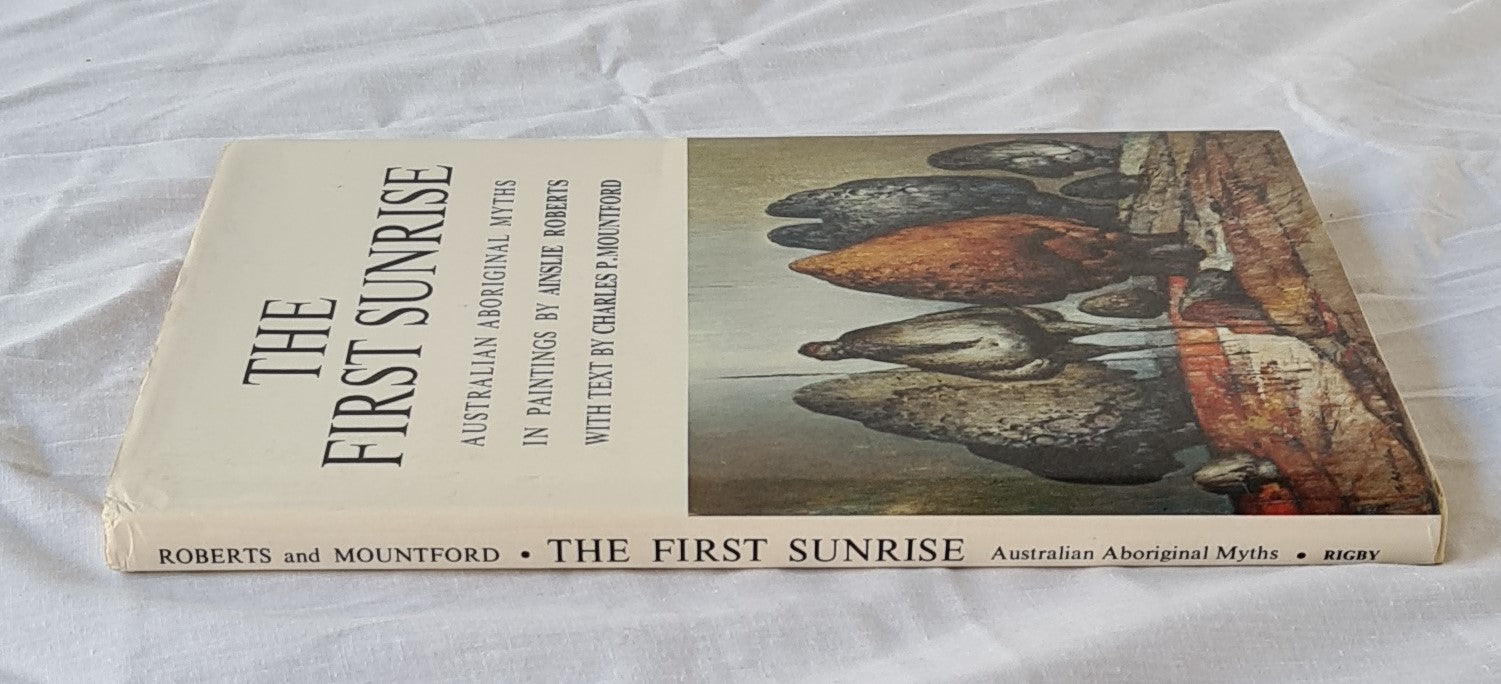 THE
FIRST SUNRISE
AUSTRALIAN ABORIGINAL MYTHS
IN PAINTINGS BY AINSLIE ROBERTS
WITH TEXT BY CHARLES P. MOUNTFORD
ROBERTS and MOUNTFORD • THE FIRST SUNRISE Australian Aboriginal Myths • RIGBY